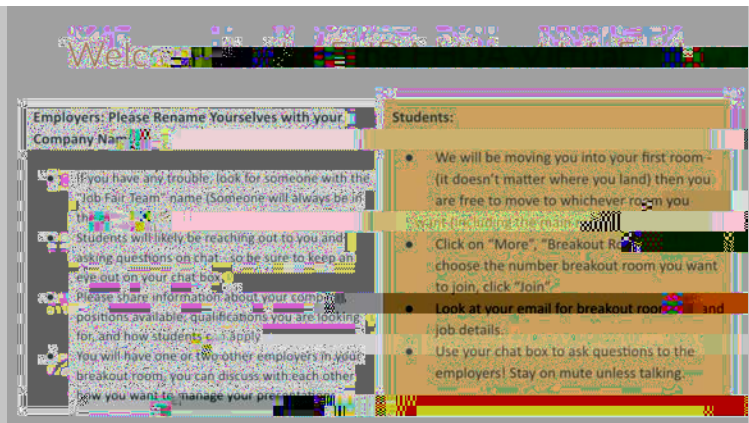 Employers: Please Rename Yourselves with your
Company
If you have any trouble, look for someone with the
"Job Fair Team" name (Someone will always be in
Students will likely be reaching out to you and
asking questions on chat - so be sure to keep an
eye out on your chat box
Please share information about your
positions available, qualifications you are looking
for, and how students apply
You will have one or two other employers in your
breakout room, you can discuss with each other
how you want to manage your
Students:
We will be moving you into your first room -
(it doesn't matter where you land) then you
are free to move to whichever room you
Click on "More", "Breakout
choose the number breakout room you want
to join, click "Join"
Look at your email for breakout and
job details.
Use your chat box to ask questions to the
employers! Stay on mute unless talking.